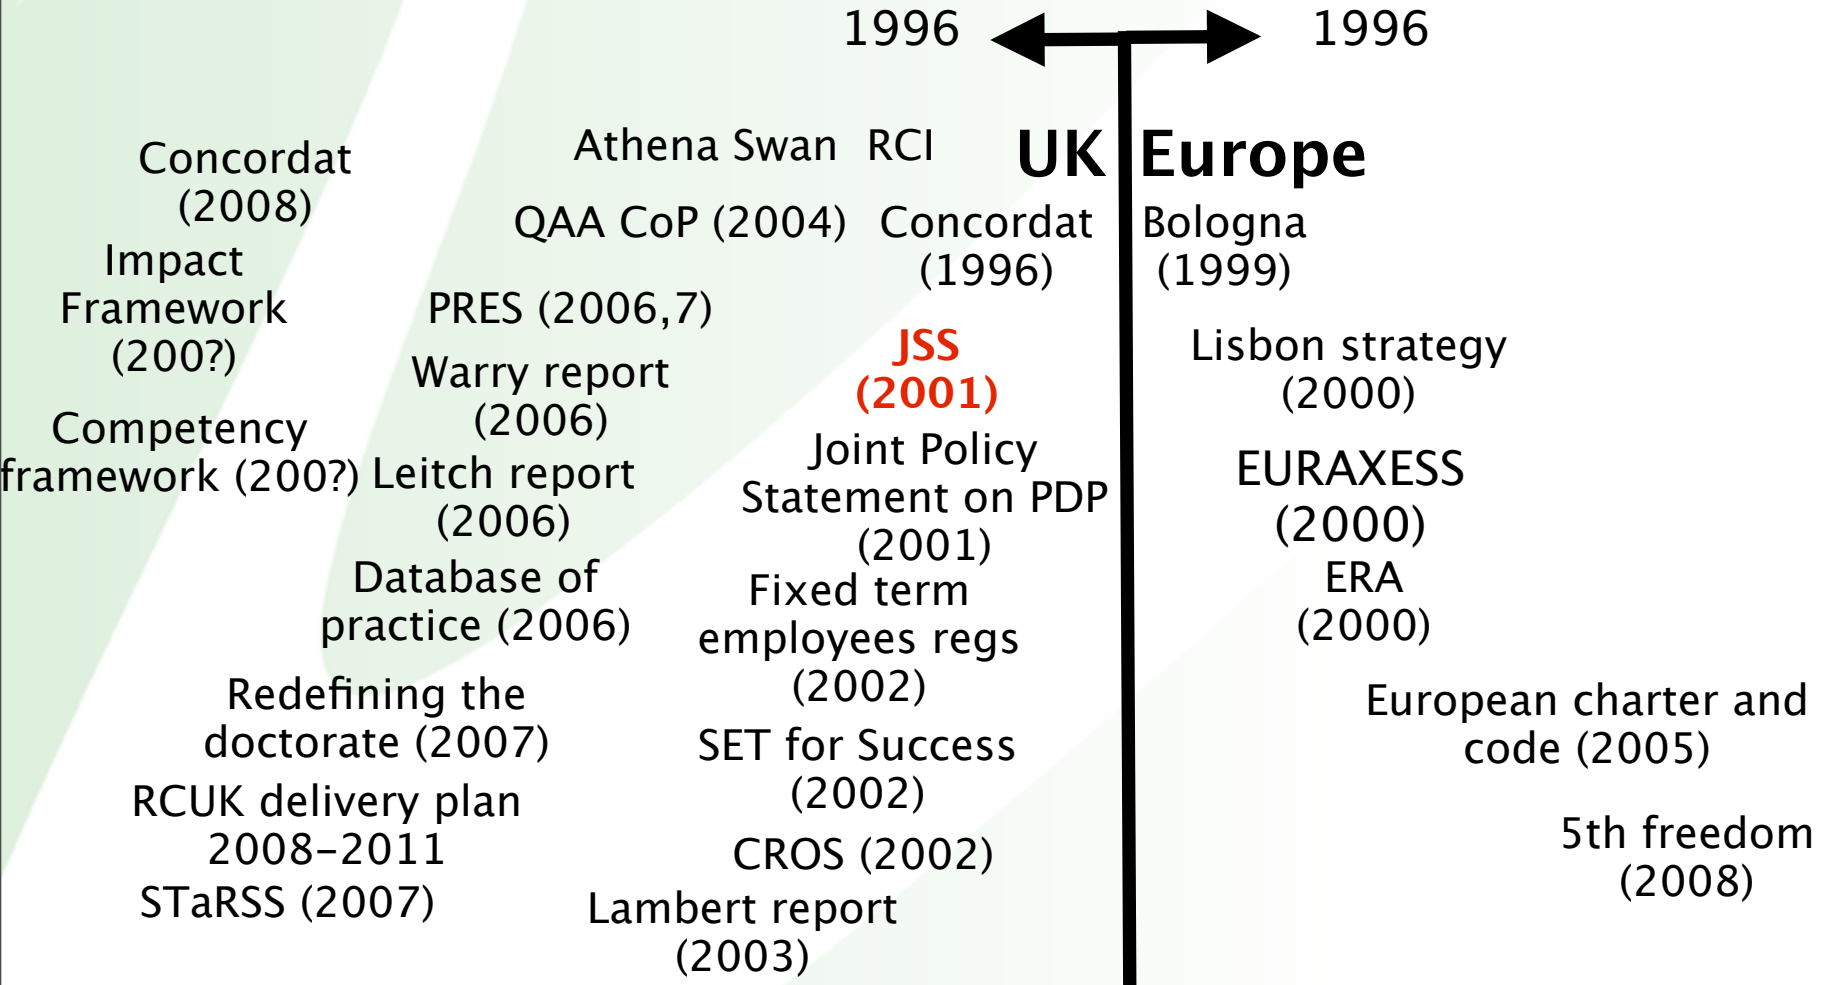 1996
1996
UK
Europe
Athena Swan
RCI
Concordat
(2008)
QAA CoP (2004)
Concordat
(1996)
Bologna
(1999)
Impact
Framework
(200?)
PRES (2006,7)
JSS
(2001)
Lisbon strategy
(2000)
Warry report
(2006)
Competency
framework (200?)
Joint Policy
Statement on PDP
(2001)
Leitch report
(2006)
EURAXESS
(2000)
Database of
practice (2006)
Fixed term
employees regs
(2002)
ERA
(2000)
Redefining the
doctorate (2007)
SET for Success
(2002)
European charter and
code (2005)
RCUK delivery plan
2008-2011
CROS (2002)
5th freedom
(2008)
STaRSS (2007)
Lambert report
(2003)